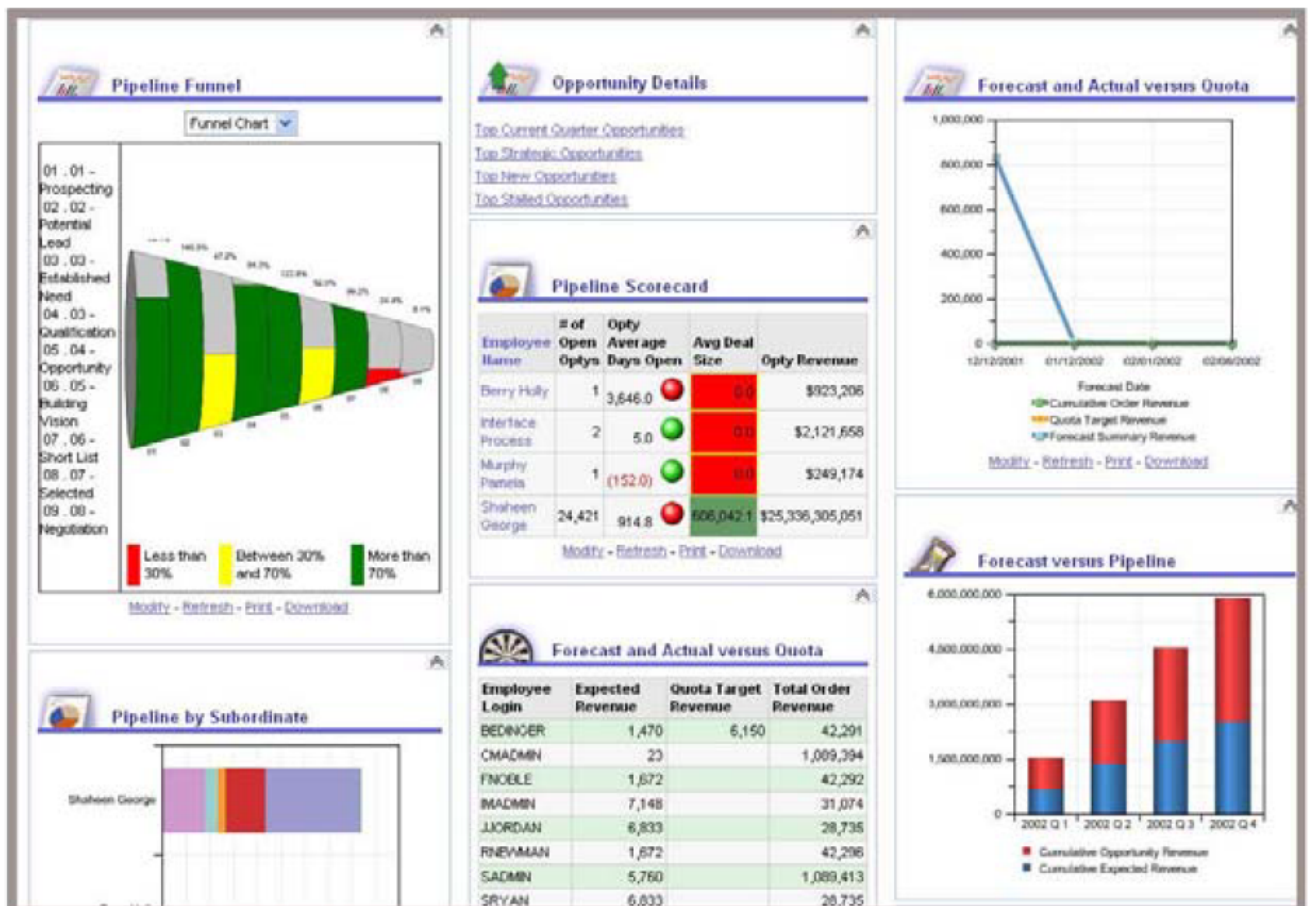 Pipeline Funnel
Funnel Chart
01 . 01 -
Prospecting
02 . 02 -
Potential
Lead
03 . 03 -
Established
Need
04 . 03 -
Qualification
05 . 04 -
Opportunity
06 . 05 -
Building
Vision
07 . 06 -
Short List
08 . 07 -
Selected
09 . 08 -
Negotiation
01 02 03 04 05 06 07 08 09
Less than
30%
Between 30%
and 70%
More than
70%
Modify - Refresh - Print - Download
Pipeline by Subordinate
Shaheen George
Opportunity Details
Top Current Quarter Opportunities
Top Strategic Opportunities
Top New Opportunities
Top Stalled Opportunities
Pipeline Scorecard
Employee Name # of Open Optys Opty Average Days Open Avg Deal Size Opty Revenue
Berry Holly 1 3,646.0 0.0 $923,206
Interface Process 2 5.0 0.0 $2,121,658
Murphy Pamela 1 (152.0) 0.0 $249,174
Shaheen George 24,421 914.8 606,042.1 $25,336,305,051
Modify - Refresh - Print - Download
Forecast and Actual versus Quota
Employee Login Expected Revenue Quota Target Revenue Total Order Revenue
BEDINGER 1,470 6,150 42,291
CMADMIN 23 1,089,394
FNOBLE 1,672 42,292
IMADMIN 7,148 31,074
JJORDAN 6,833 28,735
RNEWMAN 1,672 42,296
SADMIN 5,760 1,089,413
SRYAN 6,833 28,735
Forecast and Actual versus Quota
1,000,000
800,000
600,000
400,000
200,000
0
12/12/2001 01/12/2002 02/01/2002 02/06/2002
Forecast Date
Cumulative Order Revenue
Quota Target Revenue
Forecast Summary Revenue
Modify - Refresh - Print - Download
Forecast versus Pipeline
6,000,000,000
4,500,000,000
3,000,000,000
1,500,000,000
0
2002 Q 1 2002 Q 2 2002 Q 3 2002 Q 4
Cumulative Opportunity Revenue
Cumulative Expected Revenue